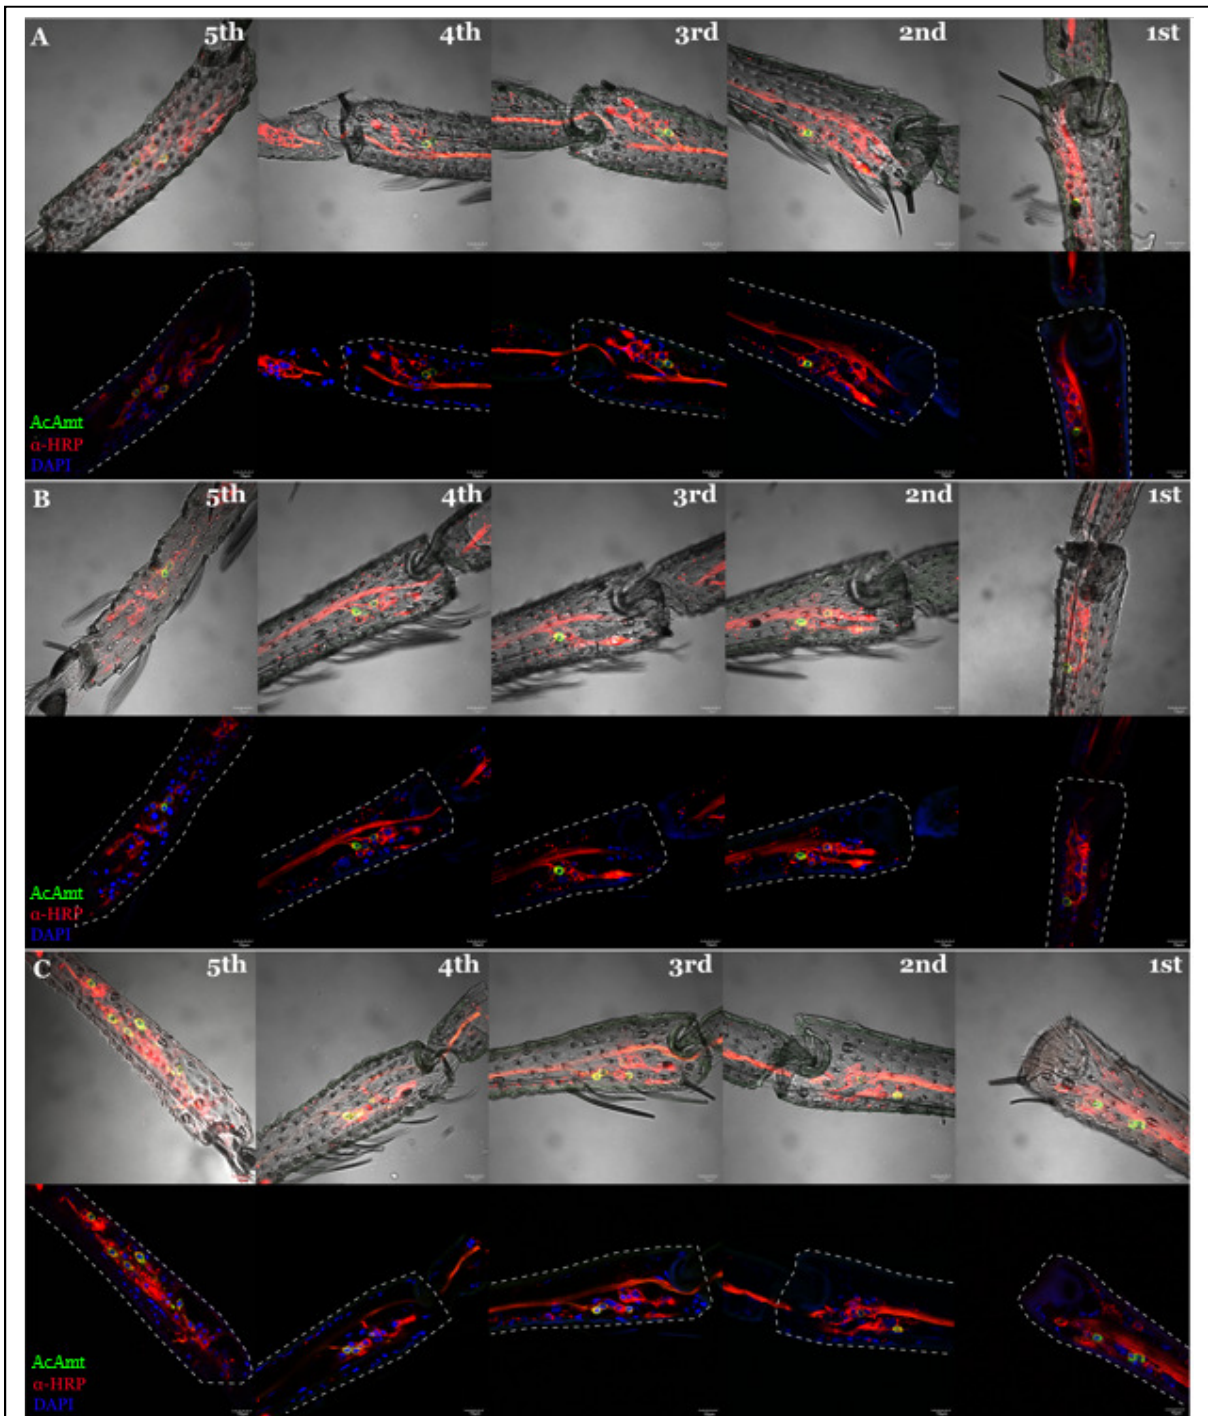 A 5th 4th 3rd 2nd 1st
AcAmt
α-HRP
DAPI
B 5th 4th 3rd 2nd 1st
AcAmt
α-HRP
DAPI
C 5th 4th 3rd 2nd 1st
AcAmt
α-HRP
DAPI